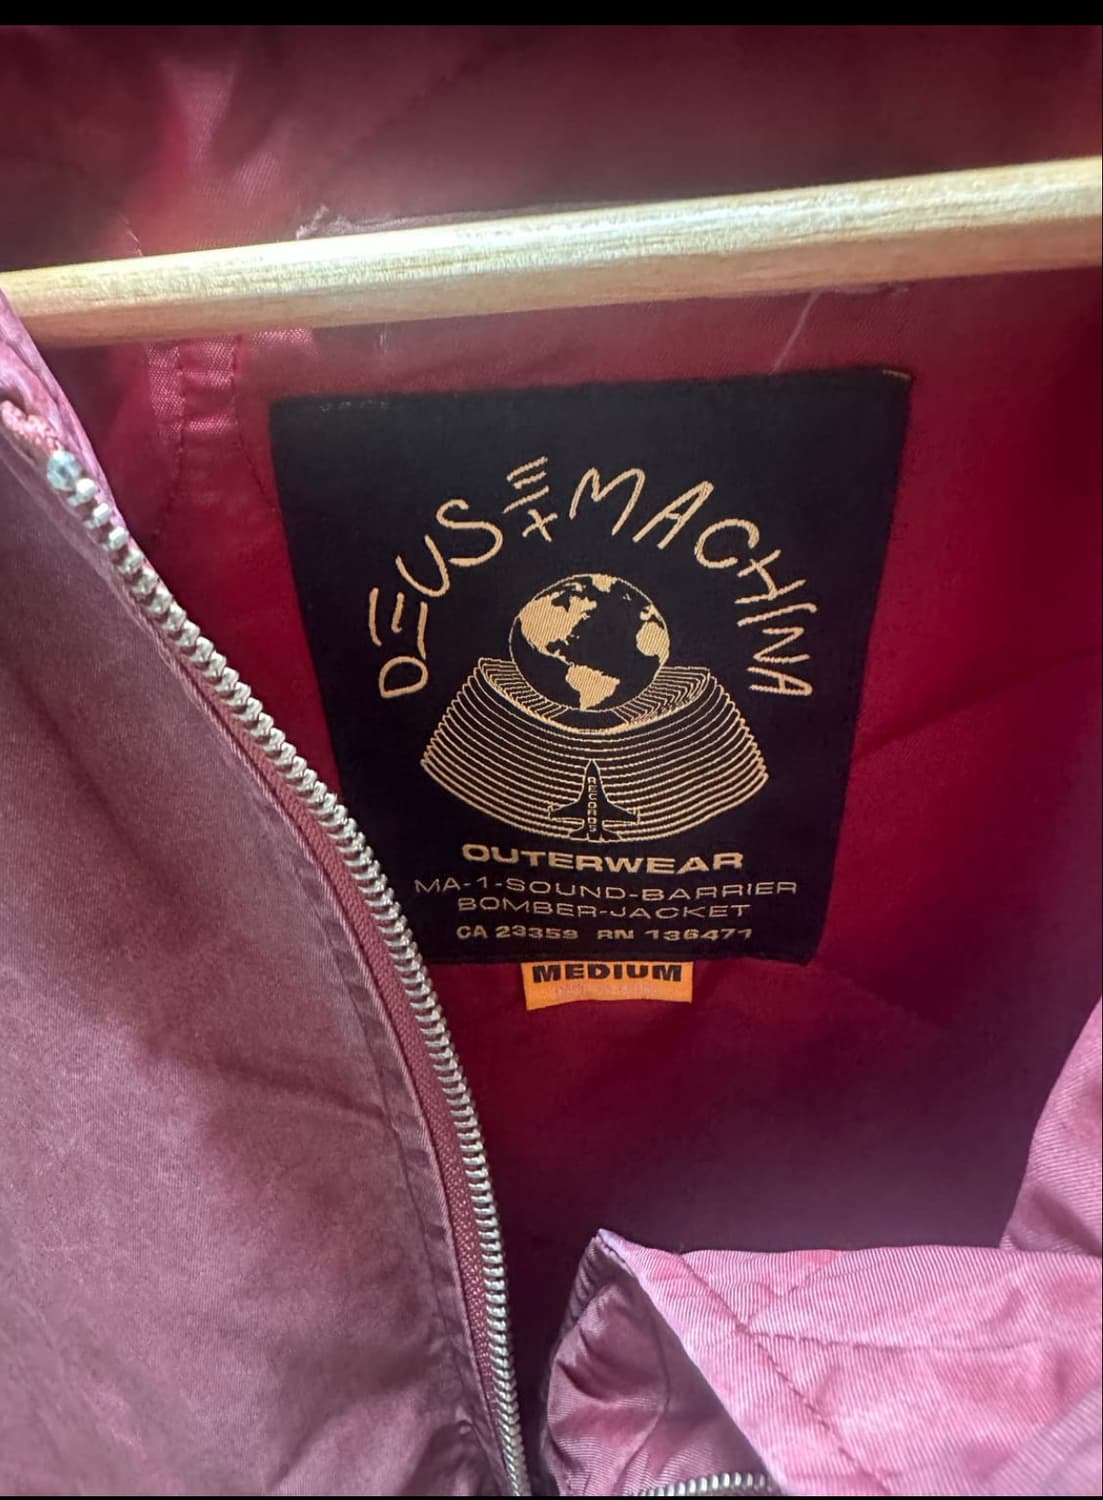 DEUS EX MACHINA
RECORDS
OUTERWEAR
MA-1-SOUND-BARRIER
BOMBER-JACKET
CA 23359 RN 136471
MEDIUM